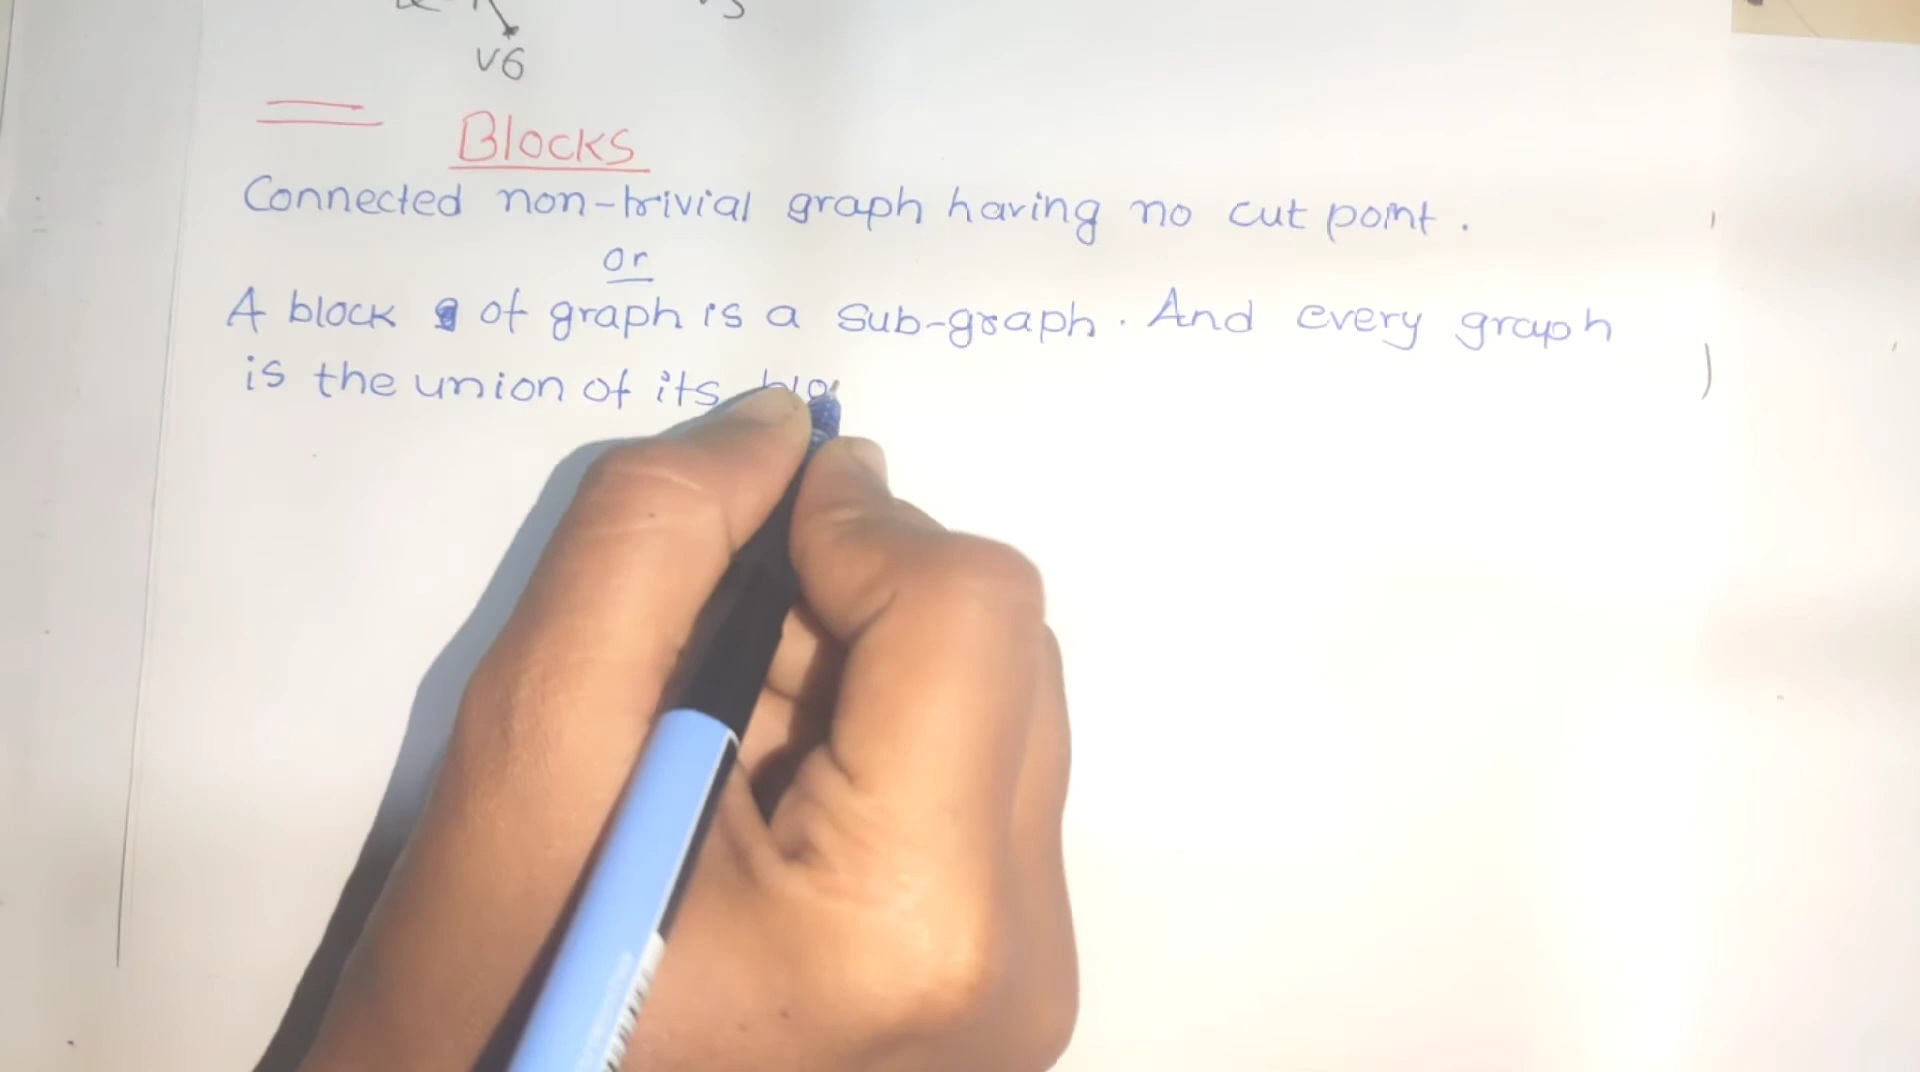 v6
Blocks
Connected non-trivial graph having no cut point.
or
A block of graph is a sub-graph. And every graph
is the union of its